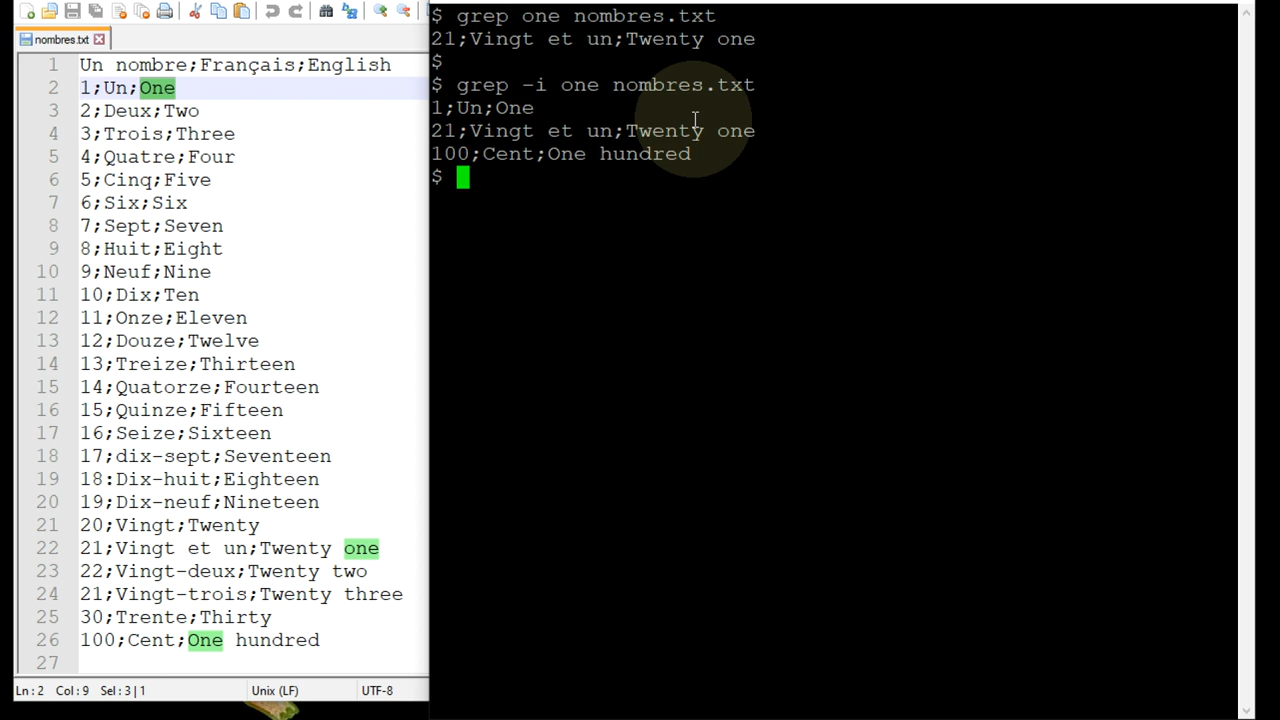 nombres.txt
1 Un nombre;Français;English
2 1;Un;One
3 2;Deux;Two
4 3;Trois;Three
5 4;Quatre;Four
6 5;Cinq;Five
7 6;Six;Six
8 7;Sept;Seven
9 8;Huit;Eight
10 9;Neuf;Nine
11 10;Dix;Ten
12 11;Onze;Eleven
13 12;Douze;Twelve
14 13;Treize;Thirteen
15 14;Quatorze;Fourteen
16 15;Quinze;Fifteen
17 16;Seize;Sixteen
18 17;dix-sept;Seventeen
19 18:Dix-huit;Eighteen
20 19;Dix-neuf;Nineteen
21 20;Vingt;Twenty
22 21;Vingt et un;Twenty one
23 22;Vingt-deux;Twenty two
24 21;Vingt-trois;Twenty three
25 30;Trente;Thirty
26 100;Cent;One hundred
27
Ln:2 Col:9 Sel:3|1 Unix (LF) UTF-8
$ grep one nombres.txt
21;Vingt et un;Twenty one
$
$ grep -i one nombres.txt
1;Un;One
21;Vingt et un;Twenty one
100;Cent;One hundred
$